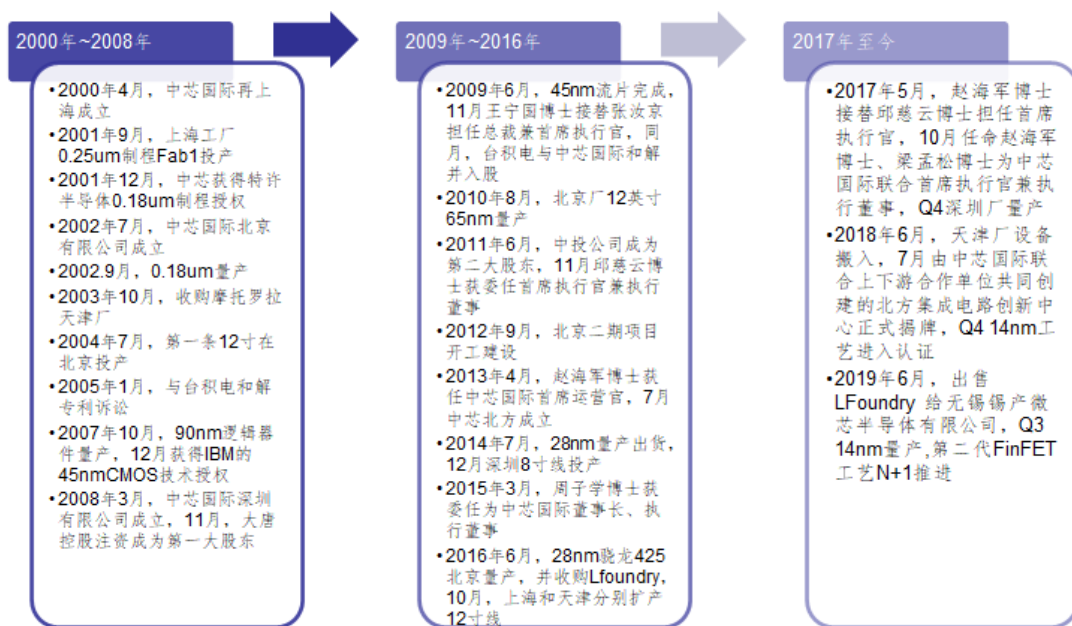 2000年~2008年
•2000年4月，中芯国际再上
海成立
•2001年9月，上海工厂
0.25um制程Fab1投产
•2001年12月，中芯获得特许
半导体0.18um制程授权
•2002年7月，中芯国际北京
有限公司成立
•2002.9月，0.18um量产
•2003年10月，收购摩托罗拉
天津厂
•2004年7月，第一条12寸在
北京投产
•2005年1月，与台积电和解
专利诉讼
•2007年10月，90nm逻辑器
件量产，12月获得IBM的
45nmCMOS技术授权
•2008年3月，中芯国际深圳
有限公司成立，11月，大唐
控股注资成为第一大股东
2009年~2016年
•2009年6月，45nm流片完成，
11月王宁国博士接替张汝京
担任总裁兼首席执行官，同
月，台积电与中芯国际和解
并入股
•2010年8月，北京厂12英寸
65nm量产
•2011年6月，中投公司成为
第二大股东，11月邱慈云博
士获委任首席执行官兼执行
董事
•2012年9月，北京二期项目
开工建设
•2013年4月，赵海军博士获
任中芯国际首席运营官，7月
中芯北方成立
•2014年7月，28nm量产出货，
12月深圳8寸线投产
•2015年3月，周子学博士获
委任为中芯国际董事长、执
行董事
•2016年6月，28nm骁龙425
北京量产，并收购Lfoundry，
10月，上海和天津分别扩产
12寸线
2017年至今
•2017年5月，赵海军博士
接替邱慈云博士担任首席
执行官，10月任命赵海军
博士、梁孟松博士为中芯
国际联合首席执行官兼执
行董事，Q4深圳厂量产
•2018年6月，天津厂设备
搬入，7月由中芯国际联
合上下游合作单位共同创
建的北方集成电路创新中
心正式揭牌，Q4 14nm工
艺进入认证
•2019年6月，出售
LFoundry 给无锡锡产微
芯半导体有限公司，Q3
14nm量产,第二代FinFET
工艺N+1推进